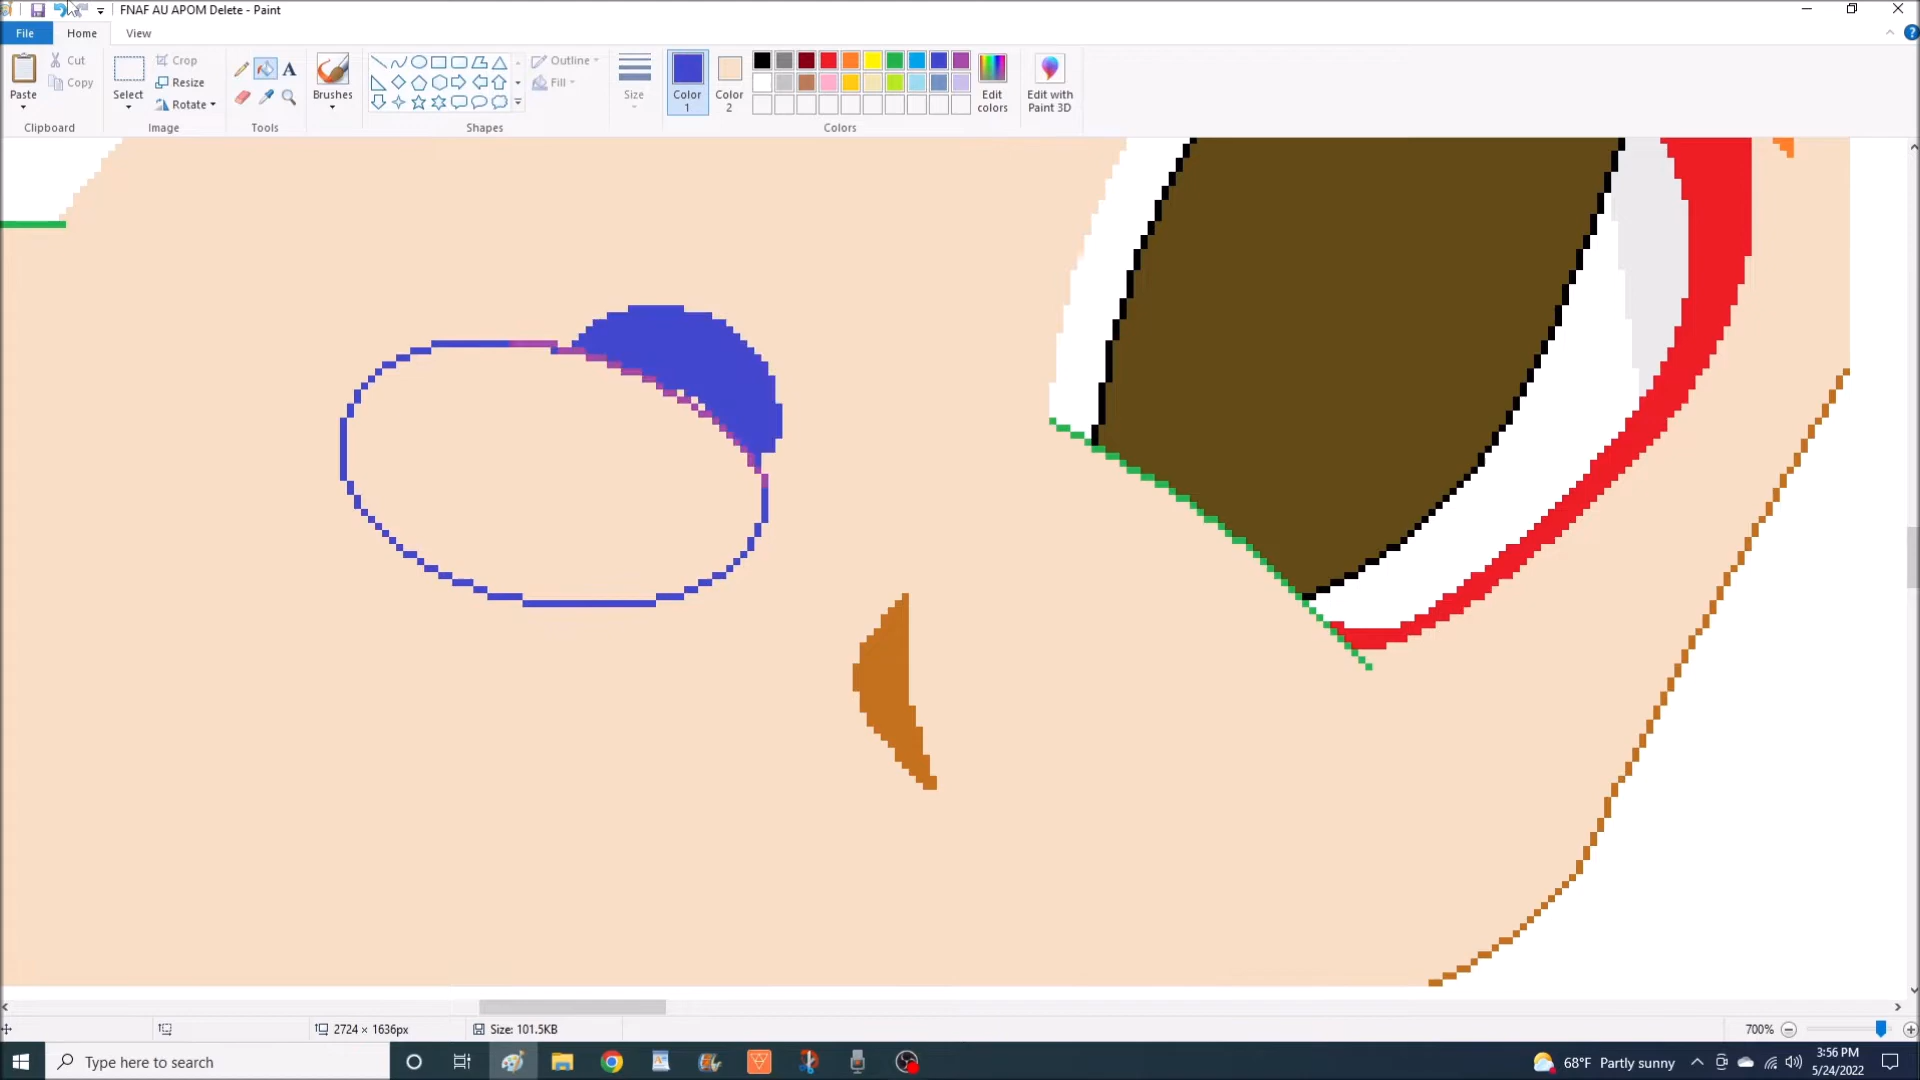 FNAF AU APOM Delete - Paint
File Home View
Paste
Cut
Copy
Clipboard
Select
Crop
Resize
Rotate
Image
A
Tools
Brushes
Outline
Fill
Shapes
Size
Color
1
Color
2
Edit
colors
Colors
Edit with
Paint 3D
2724 × 1636px
Size: 101.5KB
700%
Type here to search
68°F Partly sunny
3:56 PM
5/24/2022